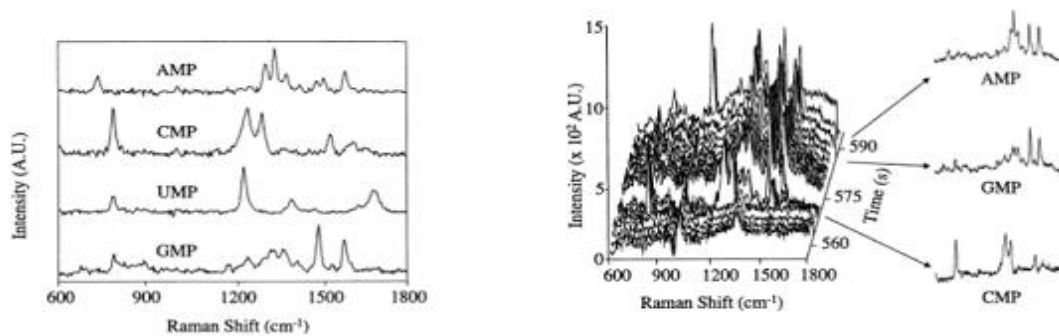 AMP
CMP
UMP
GMP
Intensity (A.U.)
600 900 1200 1500 1800
Raman Shift (cm⁻¹)
15
10
5
0
Intensity (x 10² A.U.)
600 900 1200 1500 1800
Raman Shift (cm⁻¹)
590
575
560
Time (s)
AMP
GMP
CMP